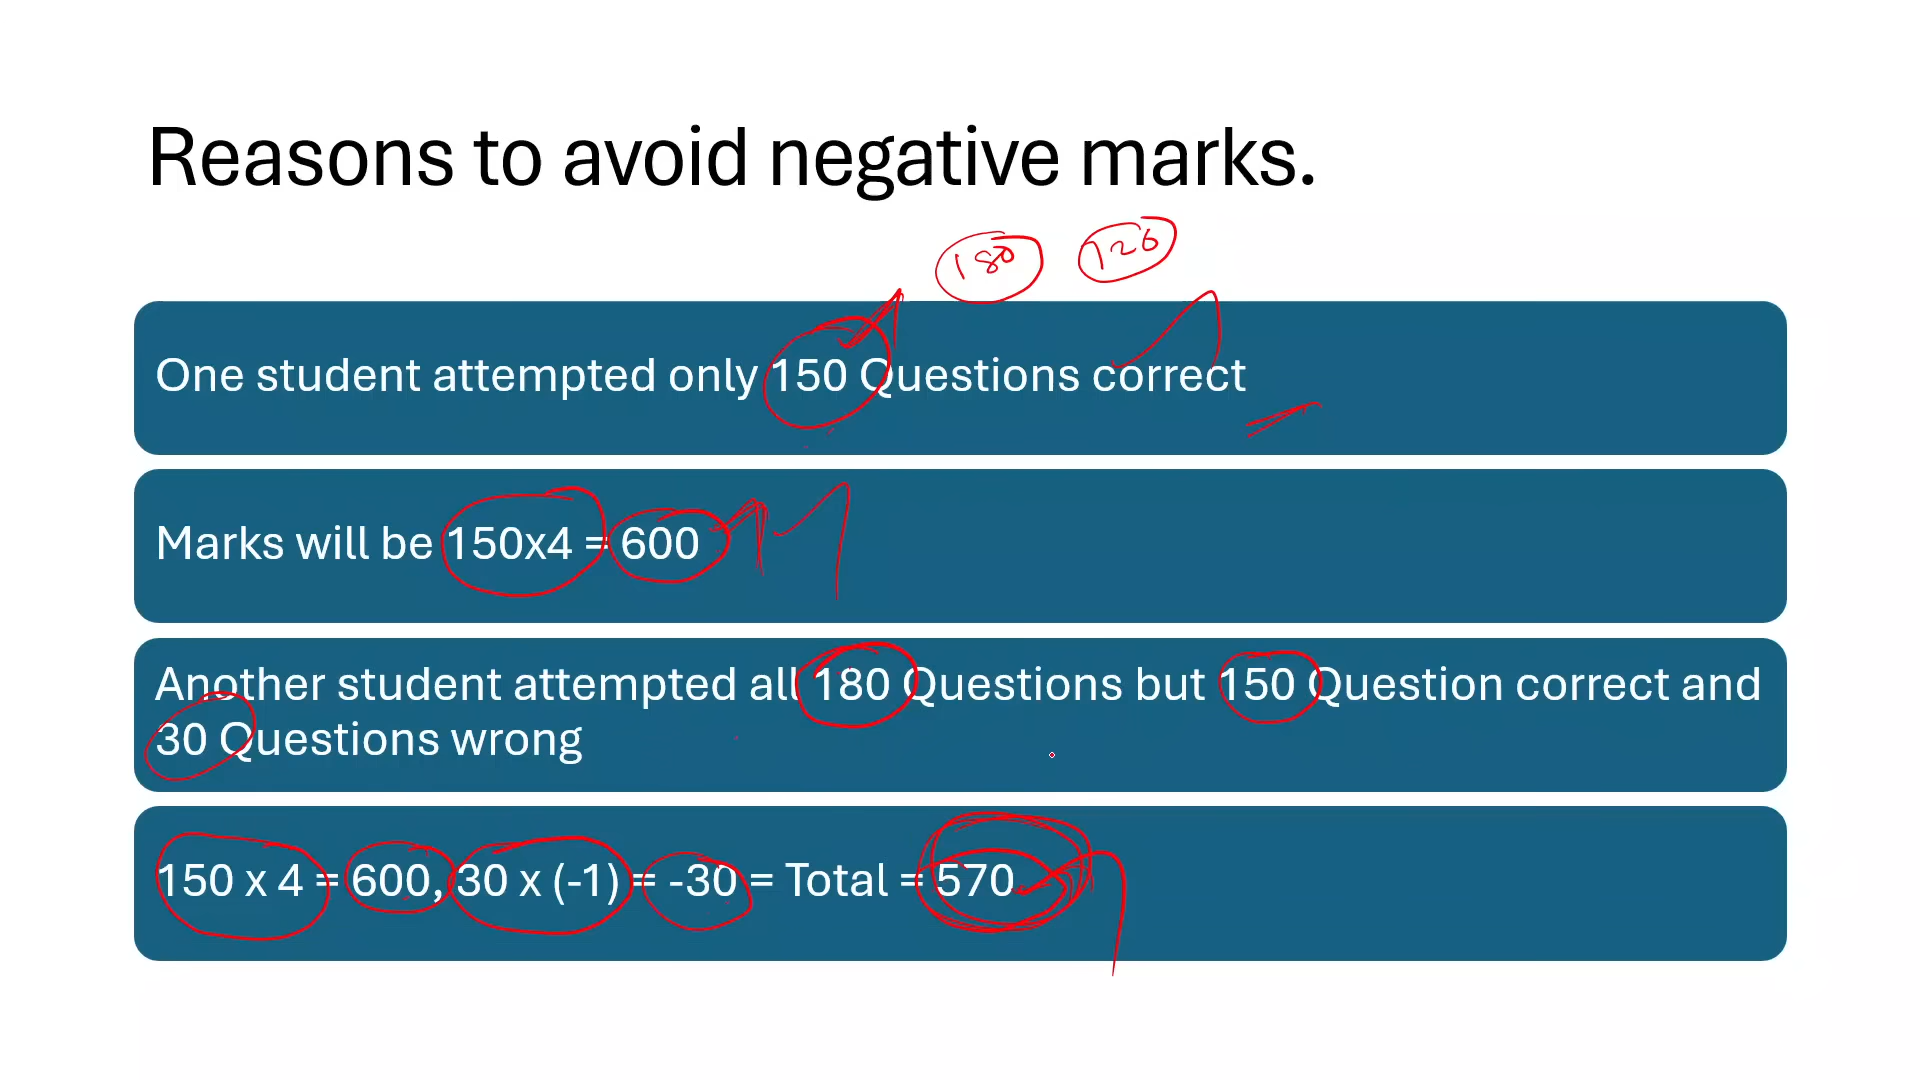 Reasons to avoid negative marks.
180 720
One student attempted only 150 Questions correct
Marks will be 150x4 = 600
Another student attempted all 180 Questions but 150 Question correct and
30 Questions wrong
150 x 4 = 600, 30 x (-1) = -30 = Total = 570